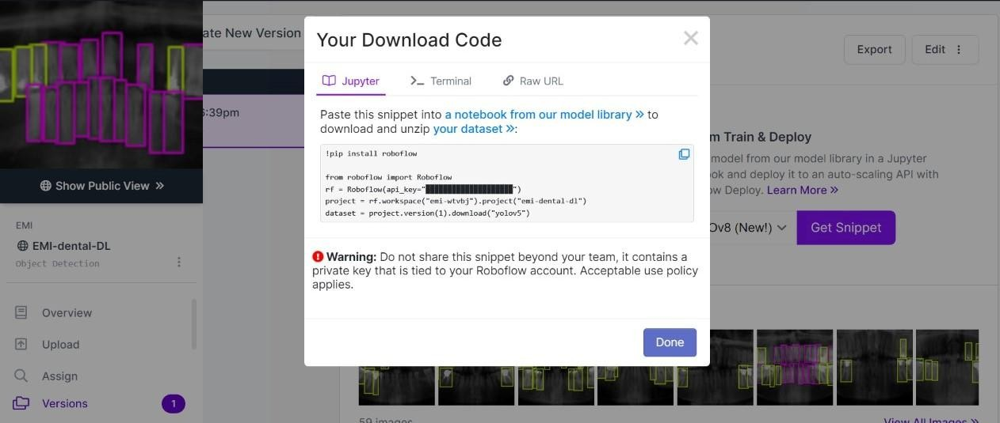 ate New Version
Show Public View »
EMI
EMI-dental-DL
Object Detection
Overview
Upload
Assign
Versions
1
6:39pm
Your Download Code
Jupyter
Terminal
Raw URL
Paste this snippet into a notebook from our model library » to
download and unzip your dataset »:
!pip install roboflow
from roboflow import Roboflow
rf = Roboflow(api_key="████████████████████")
project = rf.workspace("emi-wtvbj").project("emi-dental-dl")
dataset = project.version(1).download("yolov5")
Warning: Do not share this snippet beyond your team, it contains a
private key that is tied to your Roboflow account. Acceptable use policy
applies.
Done
Export
Edit
m Train & Deploy
model from our model library in a Jupyter
ok and deploy it to an auto-scaling API with
ow Deploy. Learn More »
Ov8 (New!)
Get Snippet
59 images
View All Images »